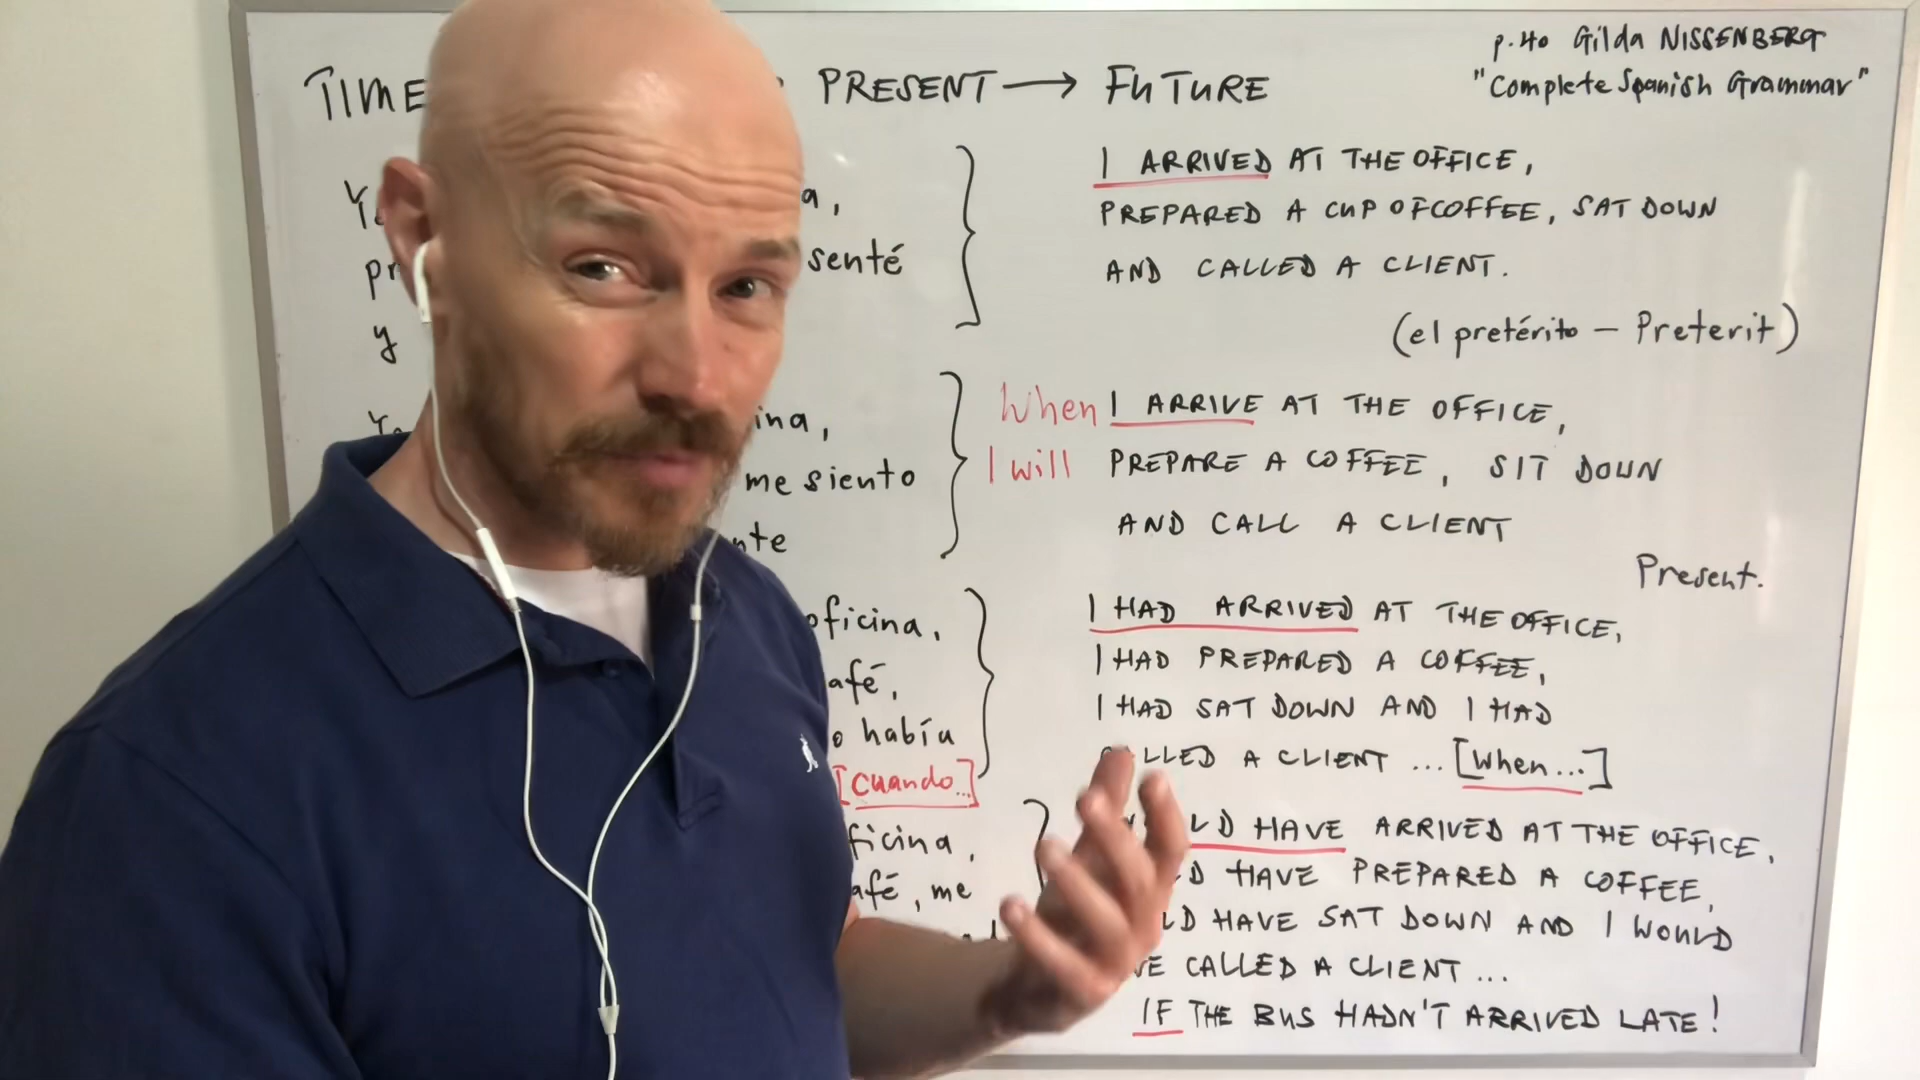 p.40 Gilda NISSENBERG
"Complete Spanish Grammar"
TIME PRESENT → FUTURE
a,
senté
y
I ARRIVED AT THE OFFICE,
PREPARED A CUP OF COFFEE, SAT DOWN
AND CALLED A CLIENT.
(el pretérito – Preterit)
ina,
me siento
nte
When I ARRIVE AT THE OFFICE,
I will PREPARE A COFFEE, SIT DOWN
AND CALL A CLIENT
Present.
oficina,
afé,
o había
[cuando..]
I HAD ARRIVED AT THE OFFICE,
I HAD PREPARED A COFFEE,
I HAD SAT DOWN AND I HAD
LLED A CLIENT ... [When...]
ficina,
afé, me
LD HAVE ARRIVED AT THE OFFICE,
D HAVE PREPARED A COFFEE,
LD HAVE SAT DOWN AND I WOULD
VE CALLED A CLIENT ...
IF THE BUS HADN'T ARRIVED LATE!